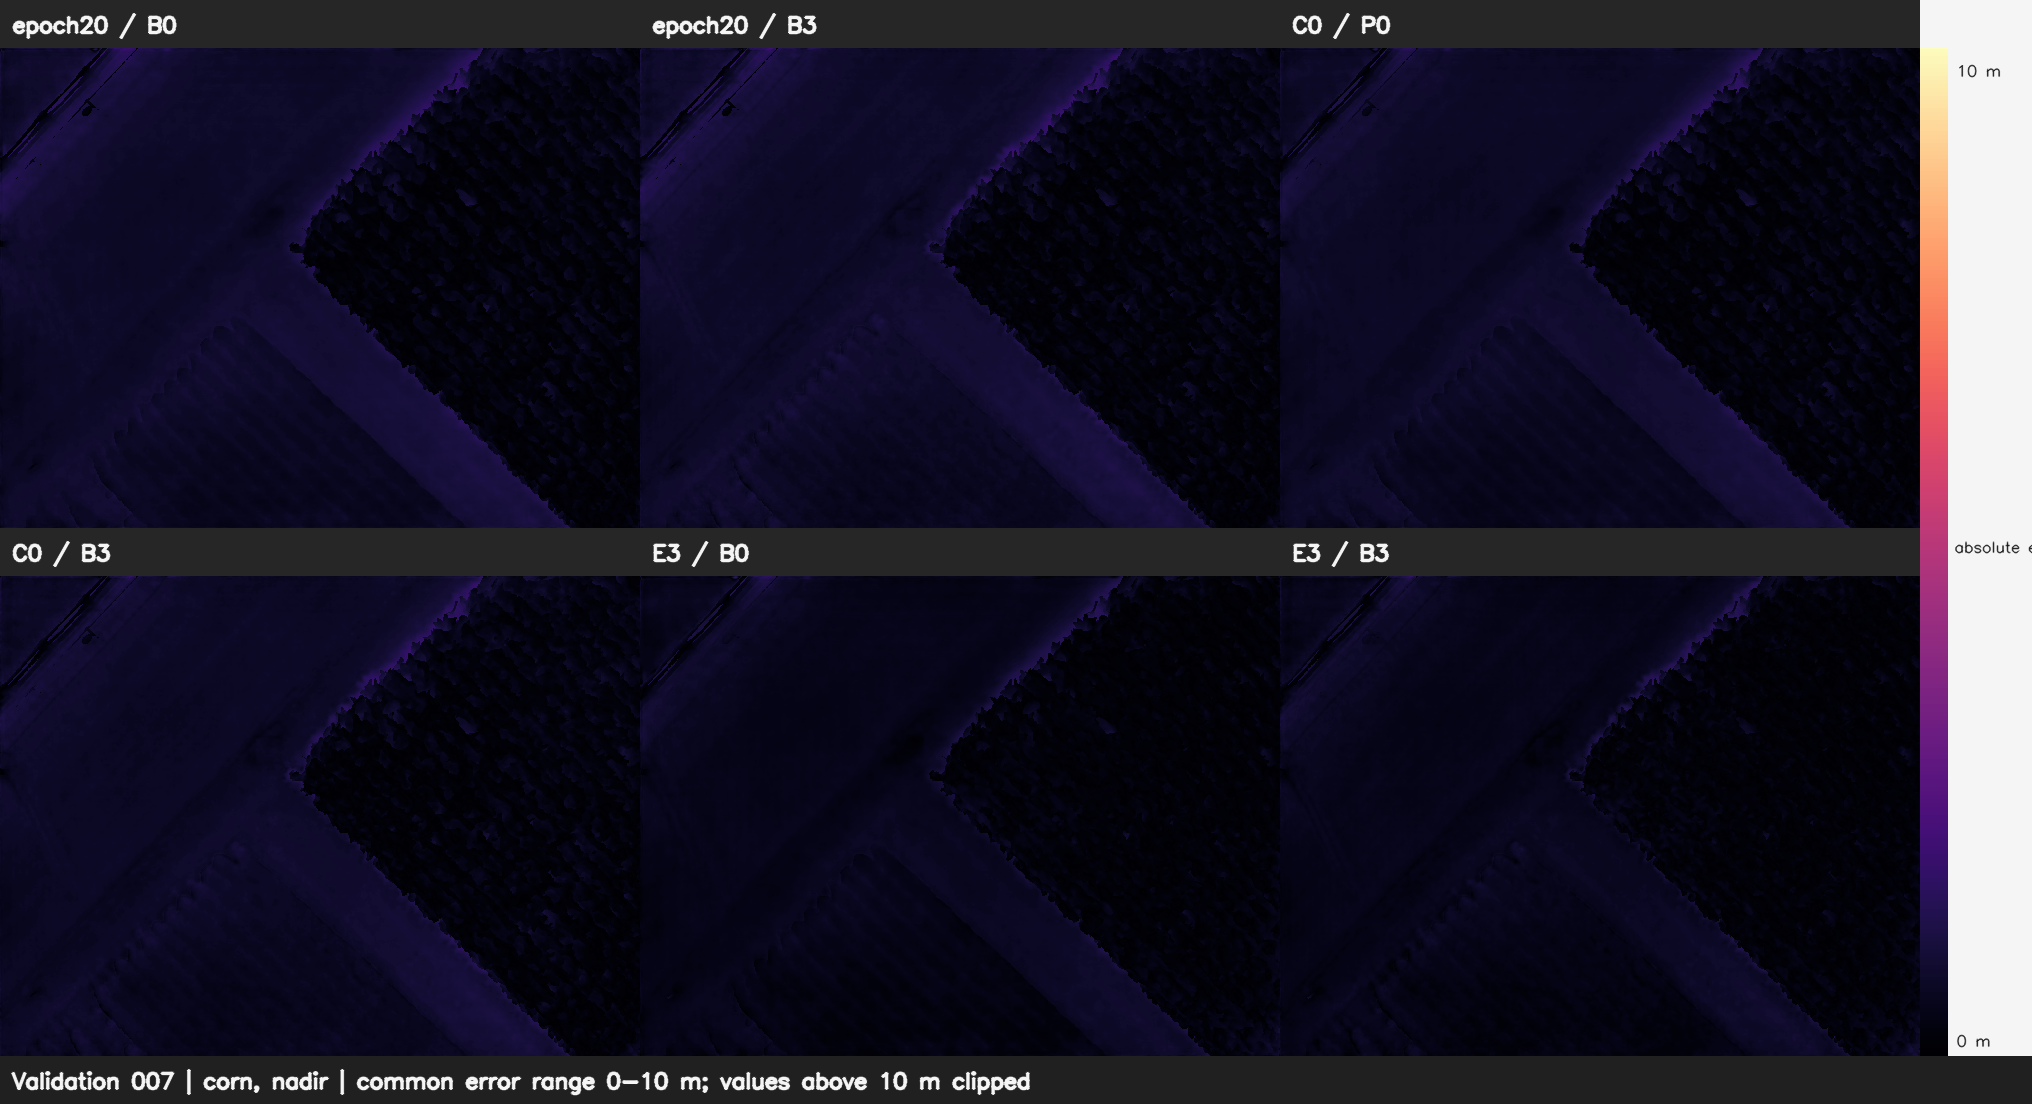 epoch20 / B0
epoch20 / B3
C0 / P0
10 m
absolute e
C0 / B3
E3 / B0
E3 / B3
0 m
Validation 007 | corn, nadir | common error range 0-10 m; values above 10 m clipped